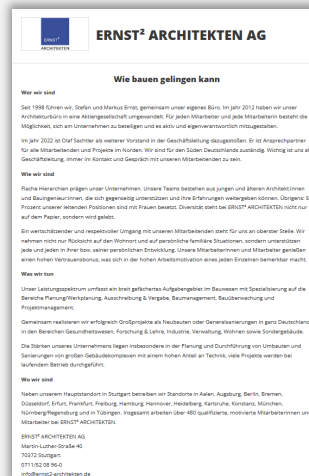 ERNST²
ARCHITEKTEN
ERNST² ARCHITEKTEN AG
Wie bauen gelingen kann
Wer wir sind
Seit 1998 führen wir, Stefan und Markus Ernst, gemeinsam unser eigenes Büro. Im Jahr 2012 haben wir unser
Architekturbüro in eine Aktiengesellschaft umgewandelt. Für jeden Mitarbeiter und jede Mitarbeiterin besteht die
Möglichkeit, sich am Unternehmen zu beteiligen und es aktiv und eigenverantwortlich mitzugestalten.
Im Jahr 2022 ist Olaf Sachtler als weiterer Vorstand in der Geschäftsleitung dazugestoßen. Er ist Ansprechpartner
für alle Mitarbeitenden und Projekte im Norden. Wir sind für den Süden Deutschlands zuständig. Wichtig ist uns al
Geschäftsleitung, immer im Kontakt und Gespräch mit unseren Mitarbeitenden zu sein.
Wie wir sind
Flache Hierarchien prägen unser Unternehmen. Unsere Teams bestehen aus jungen und älteren Architekt:innen
und Bauingenieur:innen, die sich gegenseitig unterstützen und ihre Erfahrungen weitergeben können. Übrigens: 5
Prozent unserer leitenden Positionen sind mit Frauen besetzt. Diversität steht bei ERNST² ARCHITEKTEN nicht nur
auf dem Papier, sondern wird gelebt.
Ein wertschätzender und respektvoller Umgang mit unseren Mitarbeitenden steht für uns an oberster Stelle. Wir
nehmen nicht nur Rücksicht auf den Wohnort und auf persönliche familiäre Situationen, sondern unterstützen
jede und jeden in ihrer bzw. seiner persönlichen Entwicklung. Unsere Mitarbeiterinnen und Mitarbeiter genießen
einen hohen Vertrauensbonus, was sich in der hohen Arbeitsmotivation eines jeden Einzelnen bemerkbar macht.
Was wir tun
Unser Leistungsspektrum umfasst ein breit gefächertes Aufgabengebiet im Bauwesen mit Spezialisierung auf die
Bereiche Planung/Werkplanung, Ausschreibung & Vergabe, Baumanagement, Bauüberwachung und
Projektmanagement.
Gemeinsam realisieren wir erfolgreich Großprojekte als Neubauten oder Generalsanierungen in ganz Deutschland
in den Bereichen Gesundheitswesen, Forschung & Lehre, Industrie, Verwaltung, Wohnen sowie Sondergebäude.
Die Stärken unseres Unternehmens liegen insbesondere in der Planung und Durchführung von Umbauten und
Sanierungen von großen Gebäudekomplexen mit einem hohen Anteil an Technik, viele Projekte werden bei
laufendem Betrieb durchgeführt.
Wo wir sind
Neben unserem Hauptstandort in Stuttgart betreiben wir Standorte in Aalen, Augsburg, Berlin, Bremen,
Düsseldorf, Erfurt, Frankfurt, Freiburg, Hamburg, Hannover, Heidelberg, Karlsruhe, Konstanz, München,
Nürnberg/Regensburg und in Tübingen. Insgesamt arbeiten über 480 qualifizierte, motivierte Mitarbeiterinnen und
Mitarbeiter bei ERNST² ARCHITEKTEN.
ERNST² ARCHITEKTEN AG
Martin-Luther-Straße 40
70372 Stuttgart
0711/52 08 96-0
info@ernst2-architekten.de